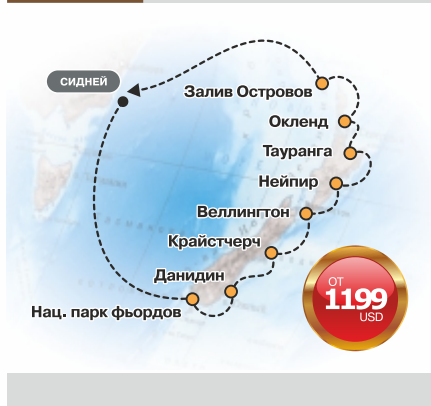 СИДНЕЙ
Залив Островов
Окленд
Тауранга
Нейпир
Веллингтон
Крайстчерч
Данидин
Нац. парк фьордов
ОТ
1199
USD